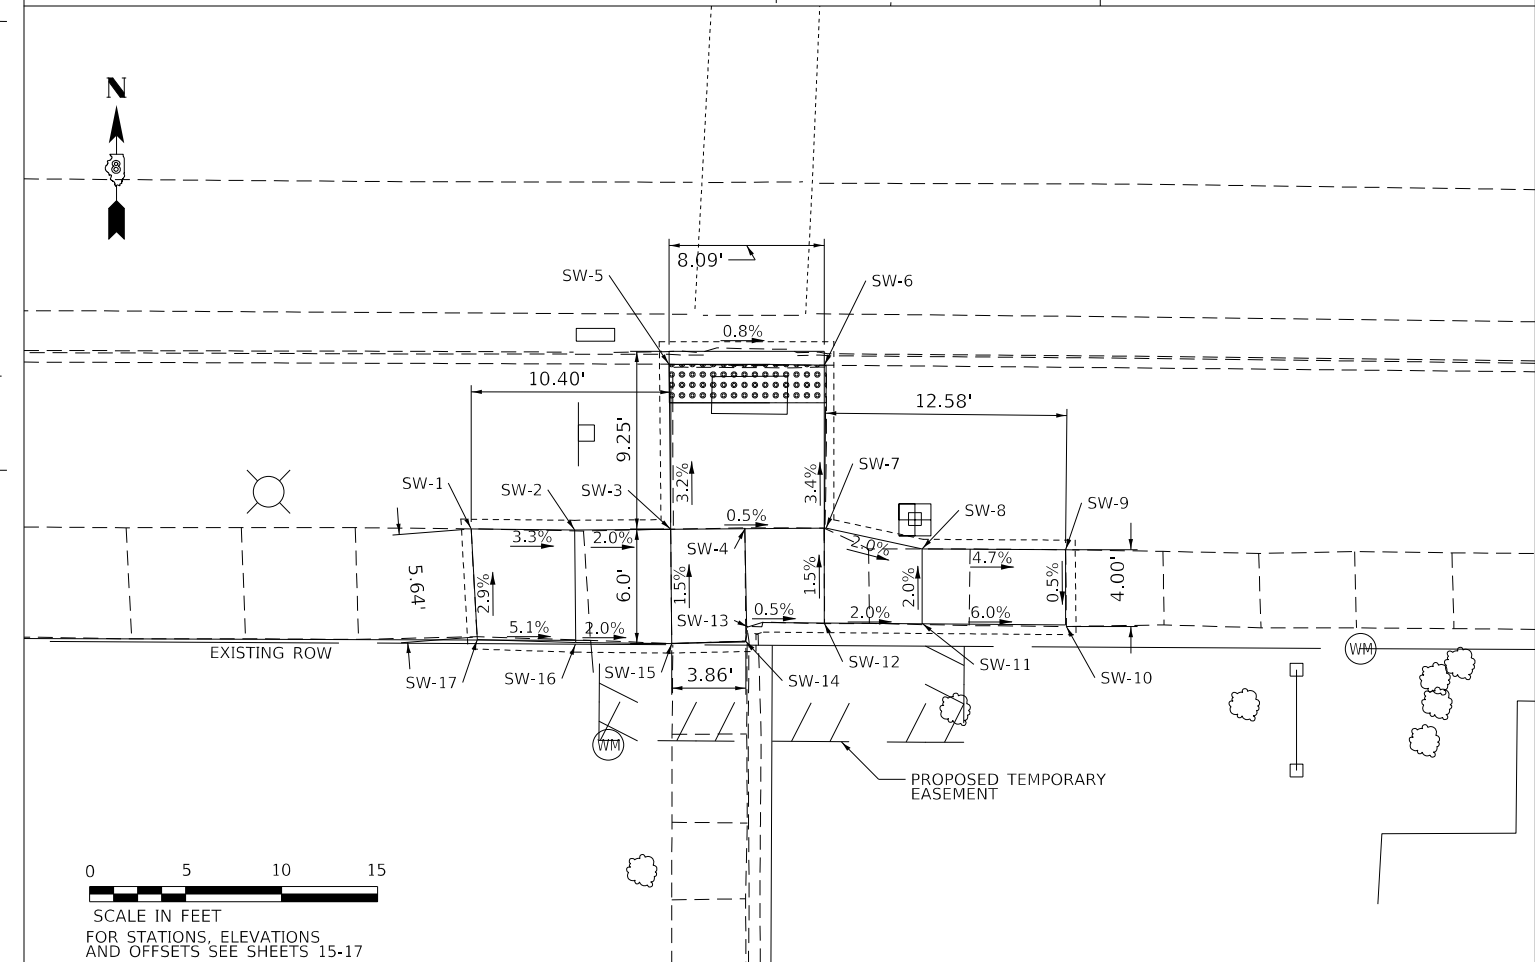 N
8.09'
SW-5
SW-6
0.8%
10.40'
12.58'
9.25'
3.2%
3.4%
SW-7
SW-1
SW-2
SW-3
0.5%
SW-8
SW-9
3.3%
2.0%
SW-4
2.0%
4.7%
5.64'
2.9%
6.0'
1.5%
1.5%
2.0%
0.5%
4.00'
5.1%
2.0%
SW-13
0.5%
2.0%
6.0%
EXISTING ROW
SW-17
SW-16
SW-15
3.86'
SW-14
SW-12
SW-11
SW-10
WM
WM
PROPOSED TEMPORARY
EASEMENT
0 5 10 15
SCALE IN FEET
FOR STATIONS, ELEVATIONS
AND OFFSETS SEE SHEETS 15-17